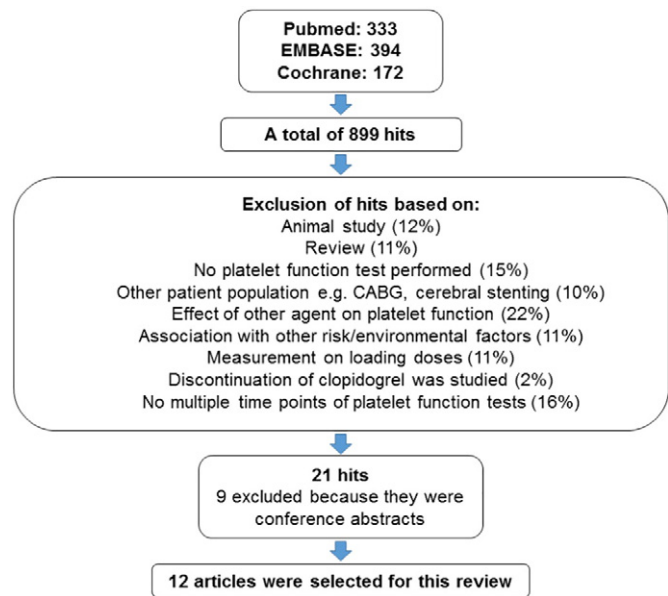 Pubmed: 333
EMBASE: 394
Cochrane: 172
A total of 899 hits
Exclusion of hits based on:
Animal study (12%)
Review (11%)
No platelet function test performed (15%)
Other patient population e.g. CABG, cerebral stenting (10%)
Effect of other agent on platelet function (22%)
Association with other risk/environmental factors (11%)
Measurement on loading doses (11%)
Discontinuation of clopidogrel was studied (2%)
No multiple time points of platelet function tests (16%)
21 hits
9 excluded because they were
conference abstracts
12 articles were selected for this review